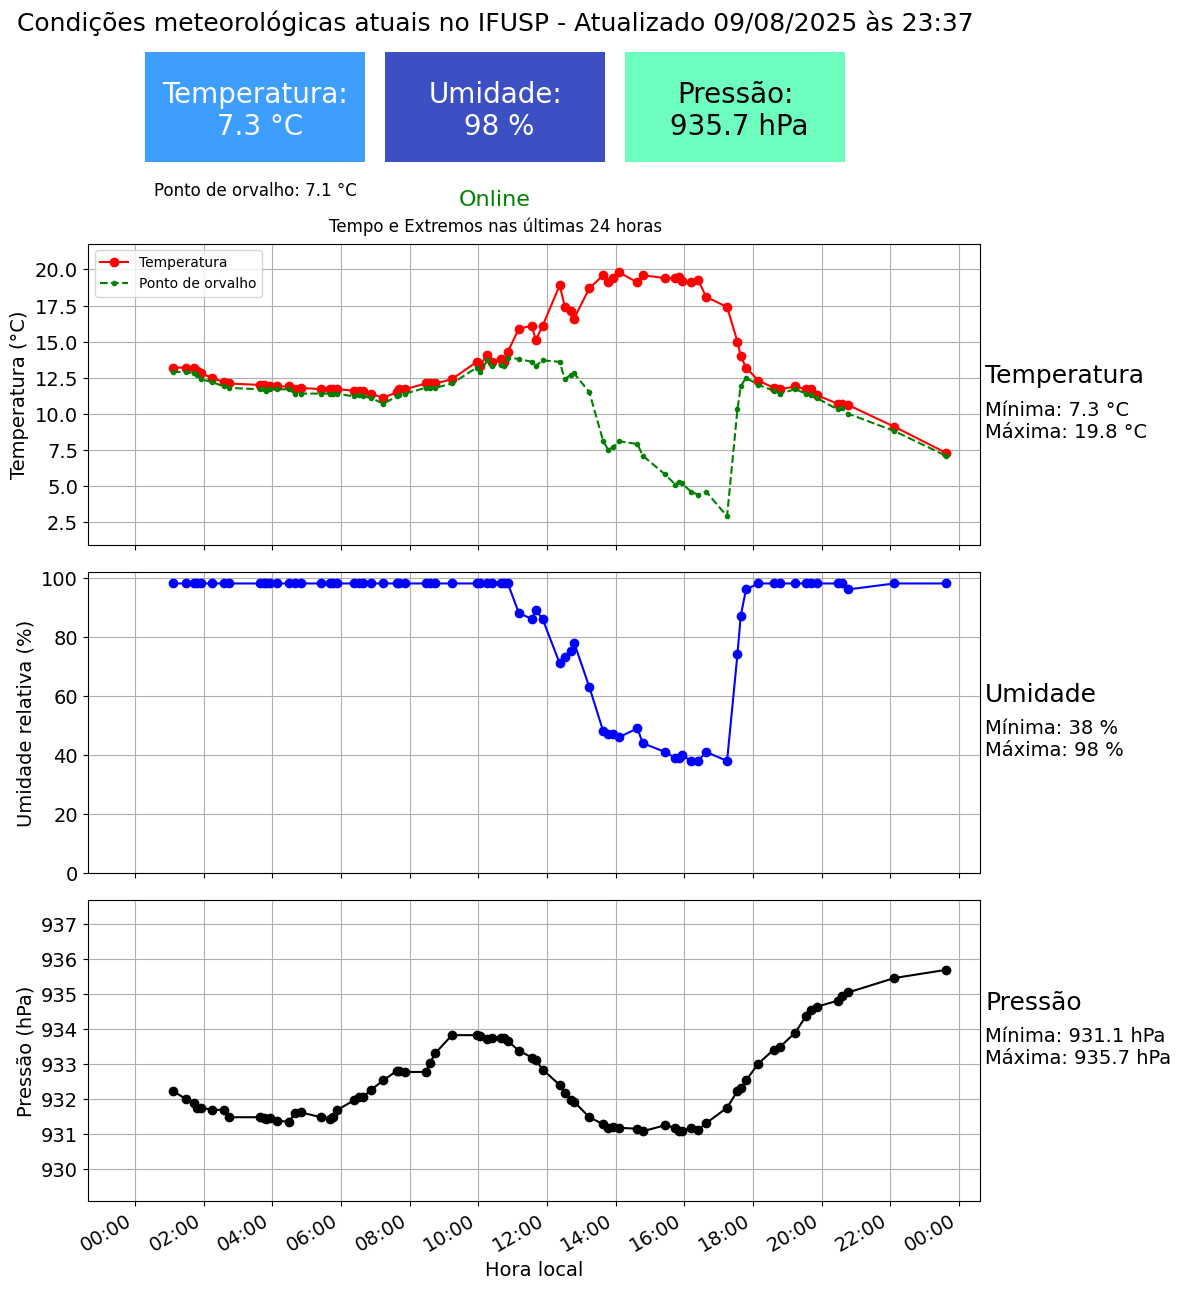 Condições meteorológicas atuais no IFUSP - Atualizado 09/08/2025 às 23:37
Temperatura:
7.3 °C
Umidade:
98 %
Pressão:
935.7 hPa
Ponto de orvalho: 7.1 °C
Online
Tempo e Extremos nas últimas 24 horas
Temperatura
Ponto de orvalho
Temperatura (°C)
20.0
17.5
15.0
12.5
10.0
7.5
5.0
2.5
Temperatura
Mínima: 7.3 °C
Máxima: 19.8 °C
Umidade relativa (%)
100
80
60
40
20
0
Umidade
Mínima: 38 %
Máxima: 98 %
Pressão (hPa)
937
936
935
934
933
932
931
930
Pressão
Mínima: 931.1 hPa
Máxima: 935.7 hPa
00:00 02:00 04:00 06:00 08:00 10:00 12:00 14:00 16:00 18:00 20:00 22:00 00:00
Hora local